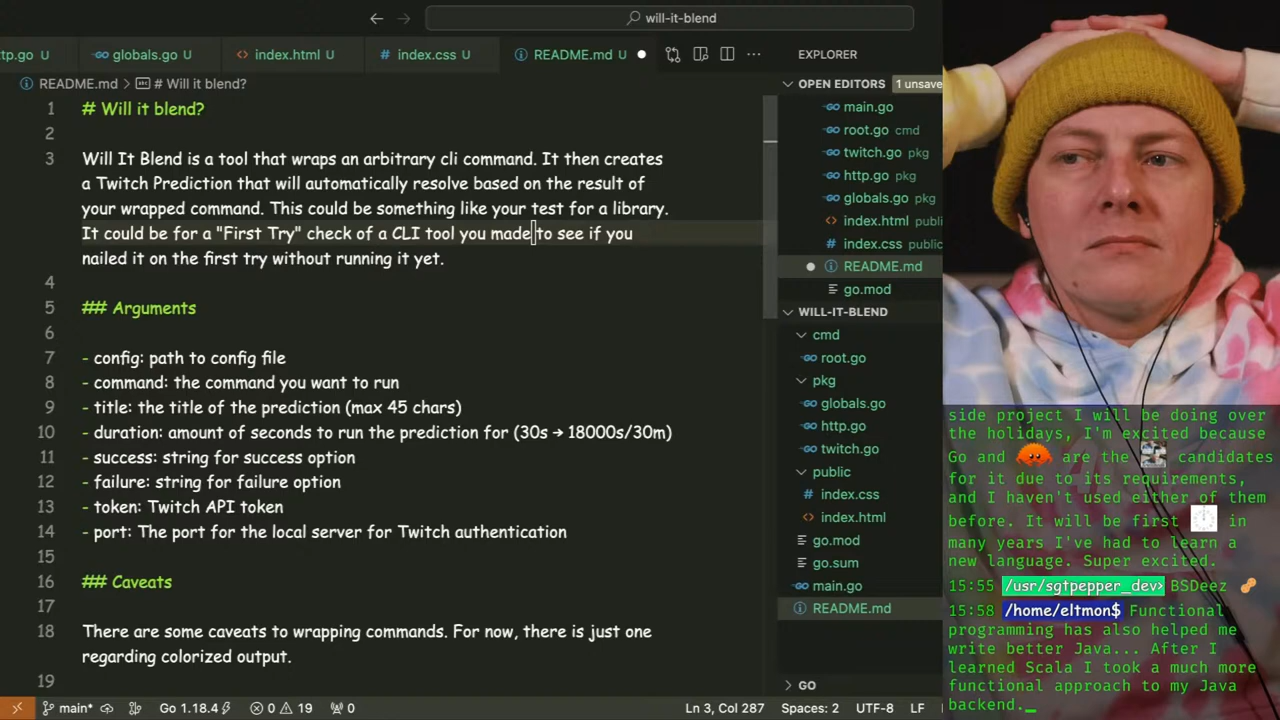 will-it-blend
tp.go U
globals.go U
index.html U
index.css U
README.md U
EXPLORER
README.md > # Will it blend?
1 # Will it blend?
2
3 Will It Blend is a tool that wraps an arbitrary cli command. It then creates
a Twitch Prediction that will automatically resolve based on the result of
your wrapped command. This could be something like your test for a library.
It could be for a "First Try" check of a CLI tool you made to see if you
nailed it on the first try without running it yet.
4
5 ## Arguments
6
7 - config: path to config file
8 - command: the command you want to run
9 - title: the title of the prediction (max 45 chars)
10 - duration: amount of seconds to run the prediction for (30s → 18000s/30m)
11 - success: string for success option
12 - failure: string for failure option
13 - token: Twitch API token
14 - port: The port for the local server for Twitch authentication
15
16 ## Caveats
17
18 There are some caveats to wrapping commands. For now, there is just one
regarding colorized output.
19
OPEN EDITORS 1 unsave
main.go
root.go cmd
twitch.go pkg
http.go pkg
globals.go pkg
index.html publi
index.css public
README.md
go.mod
WILL-IT-BLEND
cmd
root.go
pkg
globals.go
http.go
twitch.go
public
index.css
index.html
go.mod
go.sum
main.go
README.md
GO
main*
Go 1.18.4
0 19
0
Ln 3, Col 287
Spaces: 2
UTF-8
LF
side project I will be doing over
the holidays, I'm excited because
Go and are the candidates
for it due to its requirements,
and I haven't used either of them
before. It will be first in
many years I've had to learn a
new language. Super excited.
15:55 /usr/sgtpepper_dev> BSDeez
15:58 /home/eltmon$ Functional
programming has also helped me
write better Java... After I
learned Scala I took a much more
functional approach to my Java
backend._